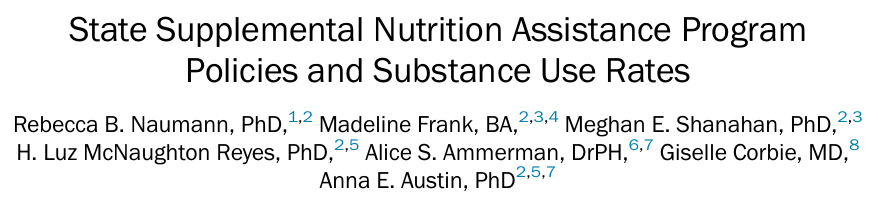 State Supplemental Nutrition Assistance Program
Policies and Substance Use Rates
Rebecca B. Naumann, PhD,1,2 Madeline Frank, BA,2,3,4 Meghan E. Shanahan, PhD,2,3
H. Luz McNaughton Reyes, PhD,2,5 Alice S. Ammerman, DrPH,6,7 Giselle Corbie, MD,8
Anna E. Austin, PhD2,5,7